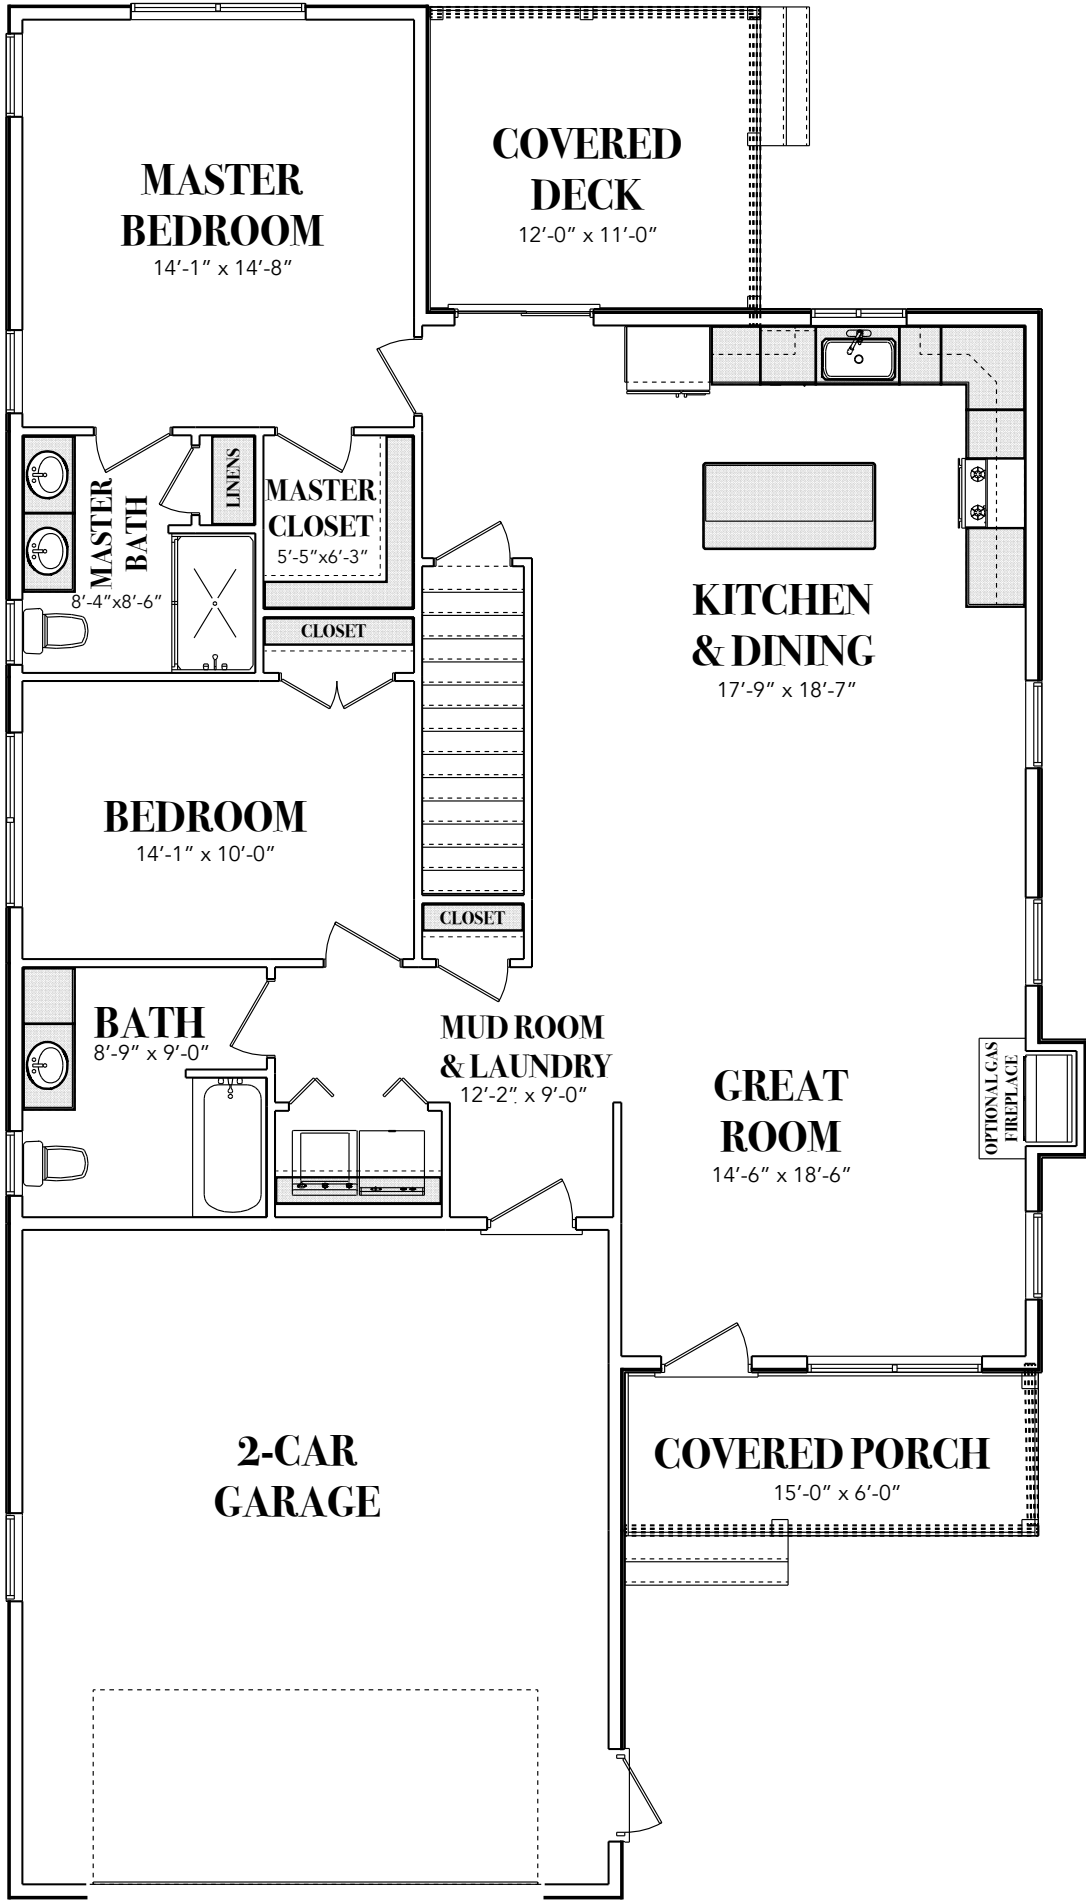 MASTER
BEDROOM
14'-1" x 14'-8"
COVERED
DECK
12'-0" x 11'-0"
MASTER
BATH
8'-4"x8'-6"
LINENS
MASTER
CLOSET
5'-5"x6'-3"
CLOSET
KITCHEN
& DINING
17'-9" x 18'-7"
BEDROOM
14'-1" x 10'-0"
CLOSET
BATH
8'-9" x 9'-0"
MUD ROOM
& LAUNDRY
12'-2" x 9'-0"
GREAT
ROOM
14'-6" x 18'-6"
OPTIONAL GAS
FIREPLACE
2-CAR
GARAGE
COVERED PORCH
15'-0" x 6'-0"